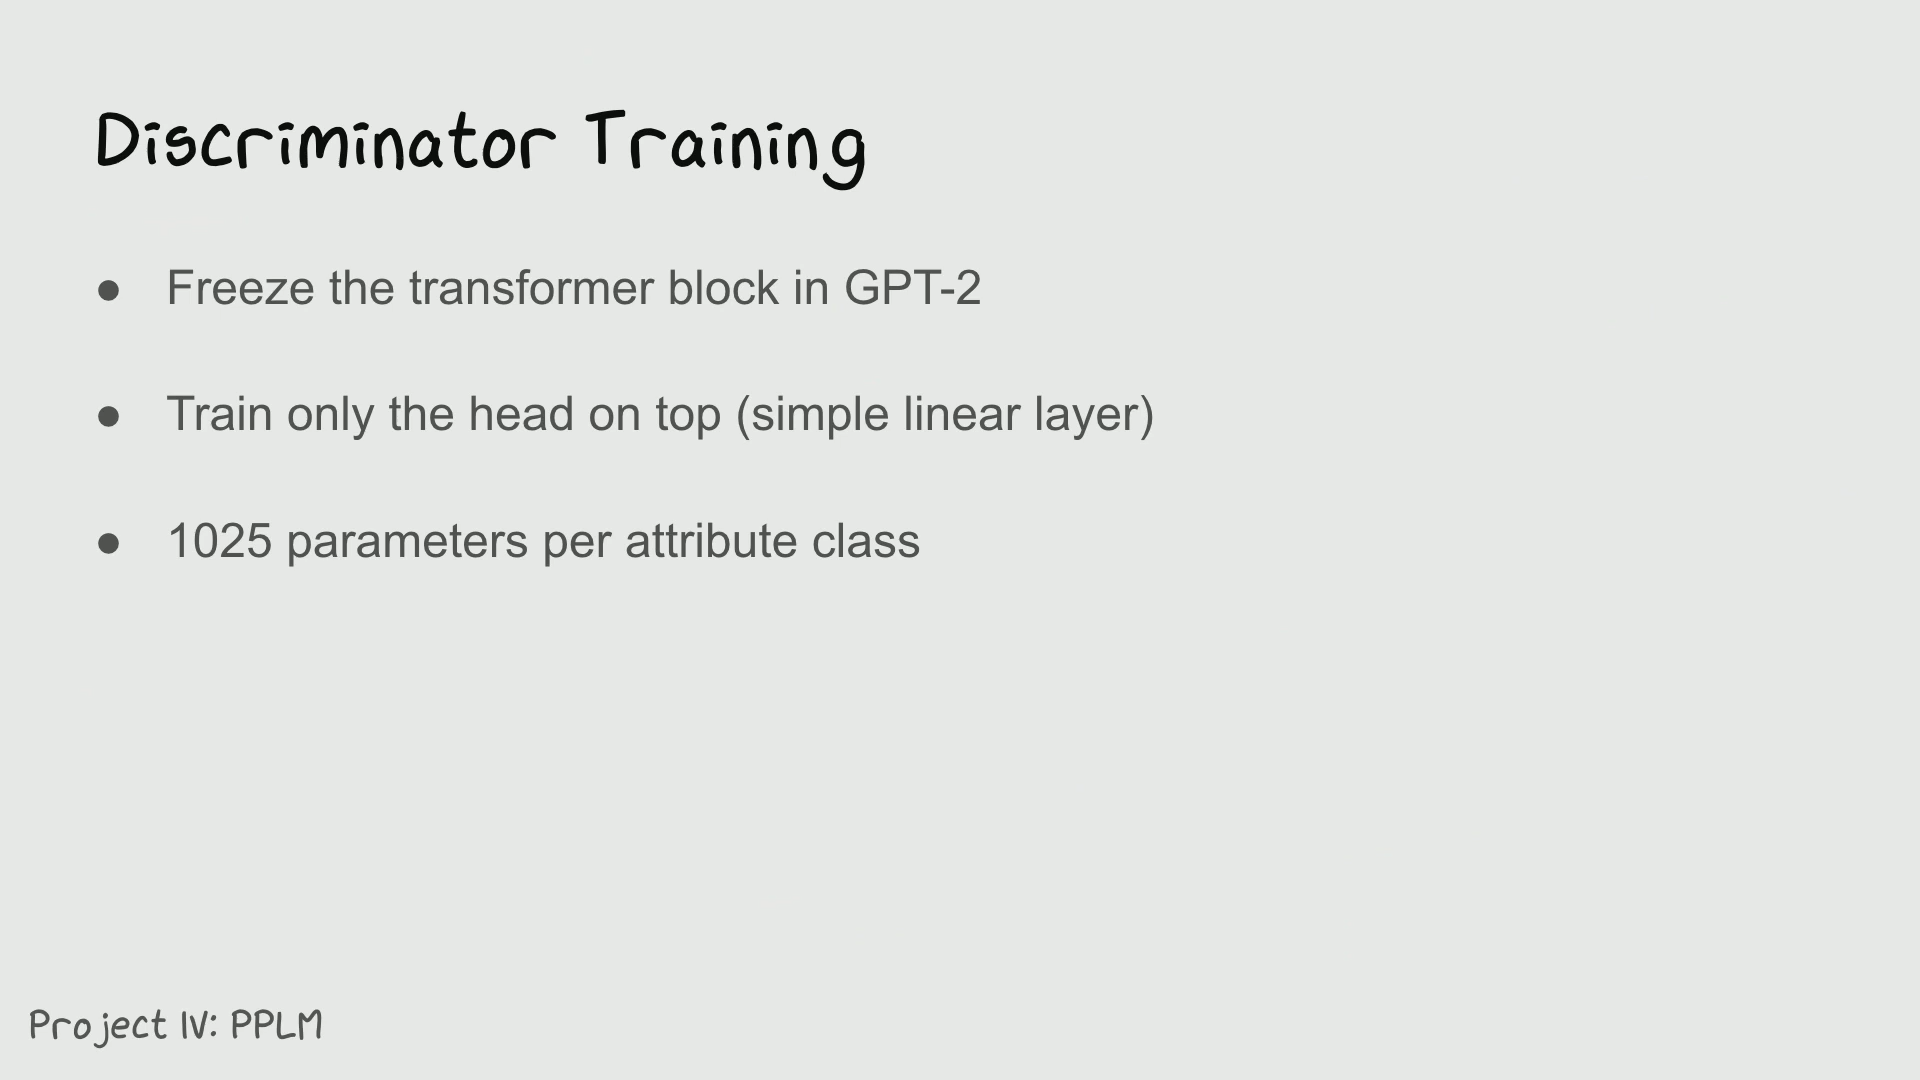 Discriminator Training
● Freeze the transformer block in GPT-2
● Train only the head on top (simple linear layer)
● 1025 parameters per attribute class
Project IV: PPLM